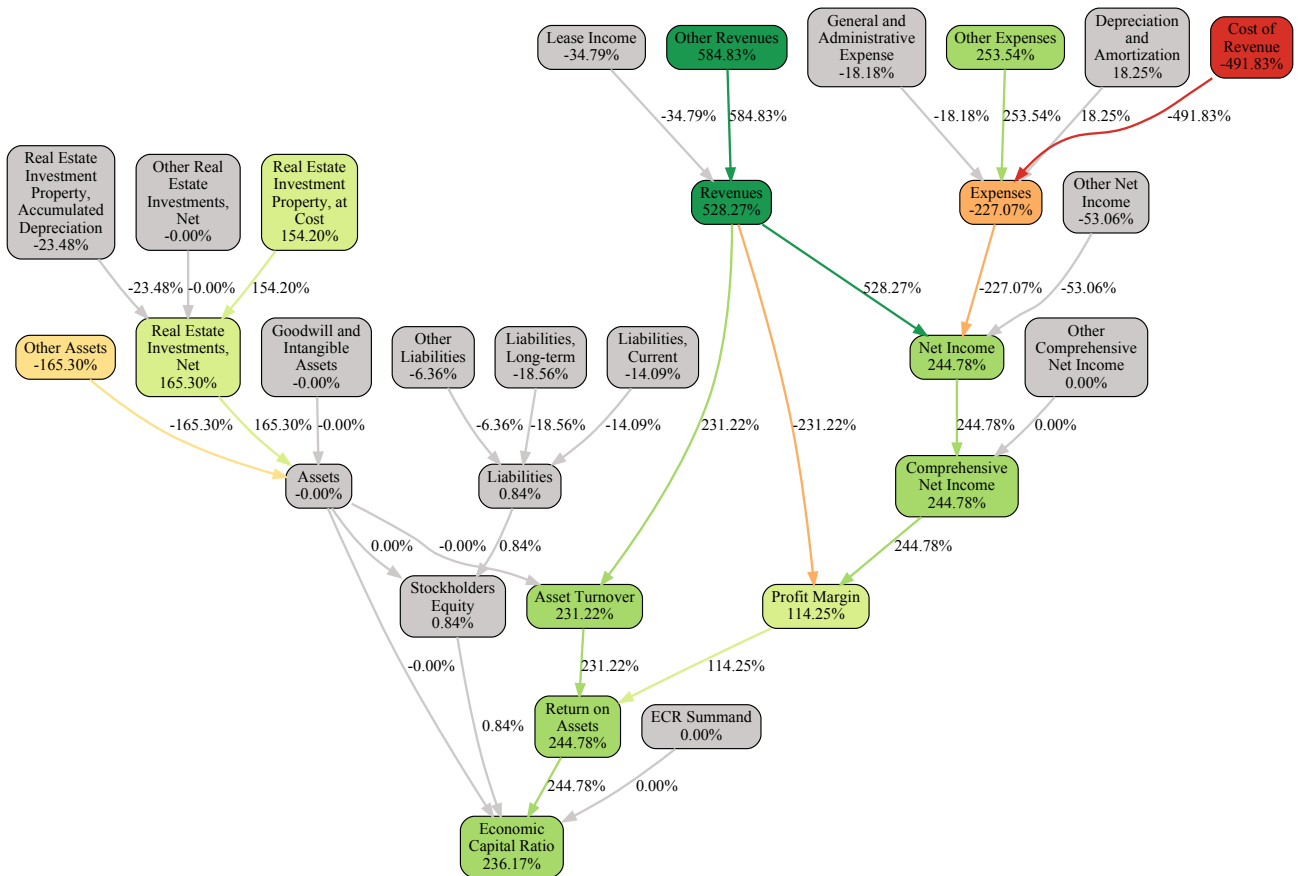 Lease Income
-34.79%
Other Revenues
584.83%
General and
Administrative
Expense
-18.18%
Other Expenses
253.54%
Depreciation
and
Amortization
18.25%
Cost of
Revenue
-491.83%
-34.79%
584.83%
-18.18%
253.54%
18.25%
-491.83%
Real Estate
Investment
Property,
Accumulated
Depreciation
-23.48%
Other Real
Estate
Investments,
Net
-0.00%
Real Estate
Investment
Property, at
Cost
154.20%
Revenues
528.27%
Expenses
-227.07%
Other Net
Income
-53.06%
-23.48%
-0.00%
154.20%
528.27%
-227.07%
-53.06%
Other Assets
-165.30%
Real Estate
Investments,
Net
165.30%
Goodwill and
Intangible
Assets
-0.00%
Other
Liabilities
-6.36%
Liabilities,
Long-term
-18.56%
Liabilities,
Current
-14.09%
Net Income
244.78%
Other
Comprehensive
Net Income
0.00%
-165.30%
165.30%
-0.00%
-6.36%
-18.56%
-14.09%
231.22%
-231.22%
244.78%
0.00%
Assets
-0.00%
Liabilities
0.84%
Comprehensive
Net Income
244.78%
0.00%
-0.00%
0.84%
244.78%
Stockholders
Equity
0.84%
Asset Turnover
231.22%
Profit Margin
114.25%
-0.00%
231.22%
114.25%
Return on
Assets
244.78%
ECR Summand
0.00%
0.84%
244.78%
0.00%
Economic
Capital Ratio
236.17%